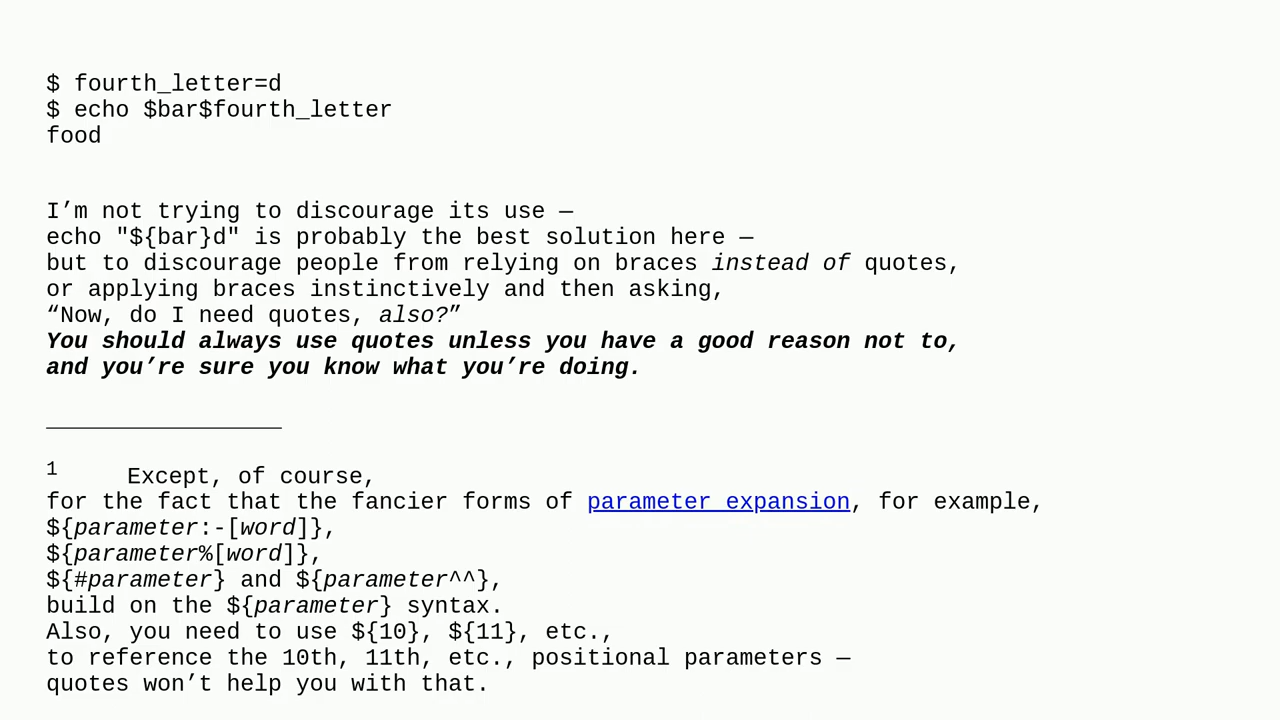 $ fourth_letter=d
$ echo $bar$fourth_letter
food
I’m not trying to discourage its use —
echo "${bar}d" is probably the best solution here —
but to discourage people from relying on braces instead of quotes,
or applying braces instinctively and then asking,
“Now, do I need quotes, also?”
You should always use quotes unless you have a good reason not to,
and you’re sure you know what you’re doing.
1 Except, of course,
for the fact that the fancier forms of parameter expansion, for example,
${parameter:-[word]},
${parameter%[word]},
${#parameter} and ${parameter^^},
build on the ${parameter} syntax.
Also, you need to use ${10}, ${11}, etc.,
to reference the 10th, 11th, etc., positional parameters —
quotes won’t help you with that.